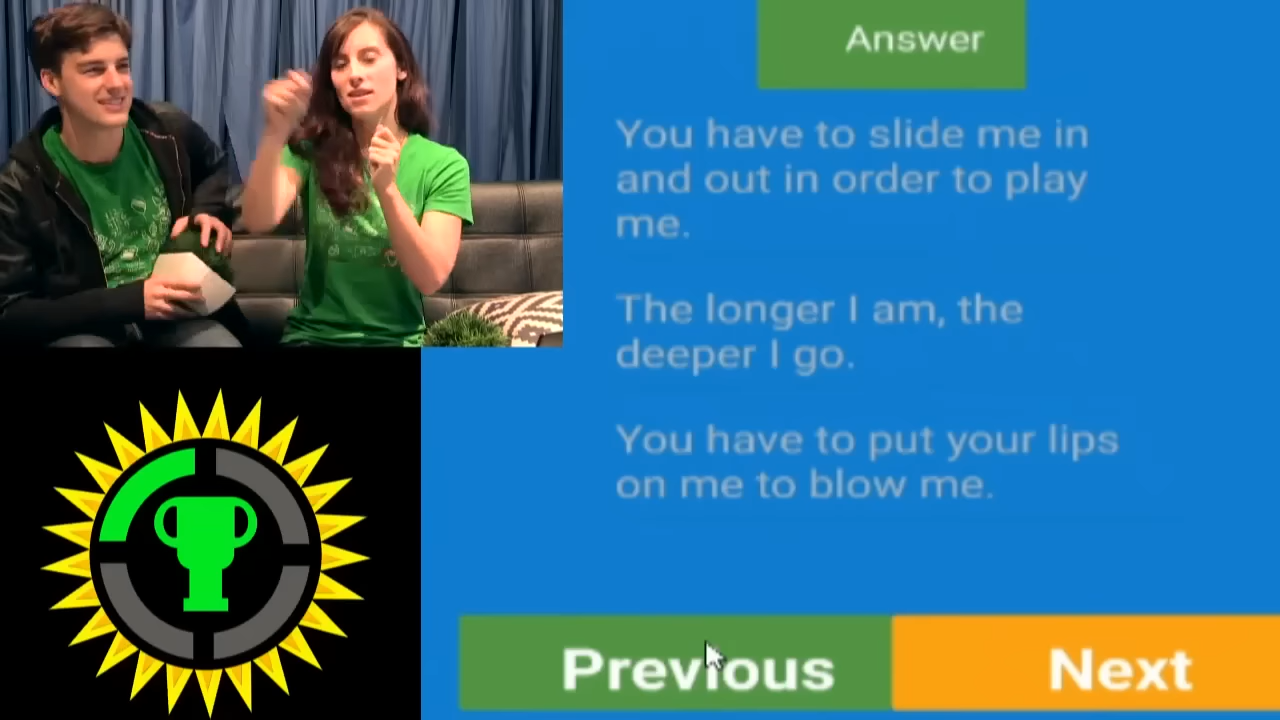 Answer
You have to slide me in
and out in order to play
me.
The longer I am, the
deeper I go.
You have to put your lips
on me to blow me.
Previous
Next